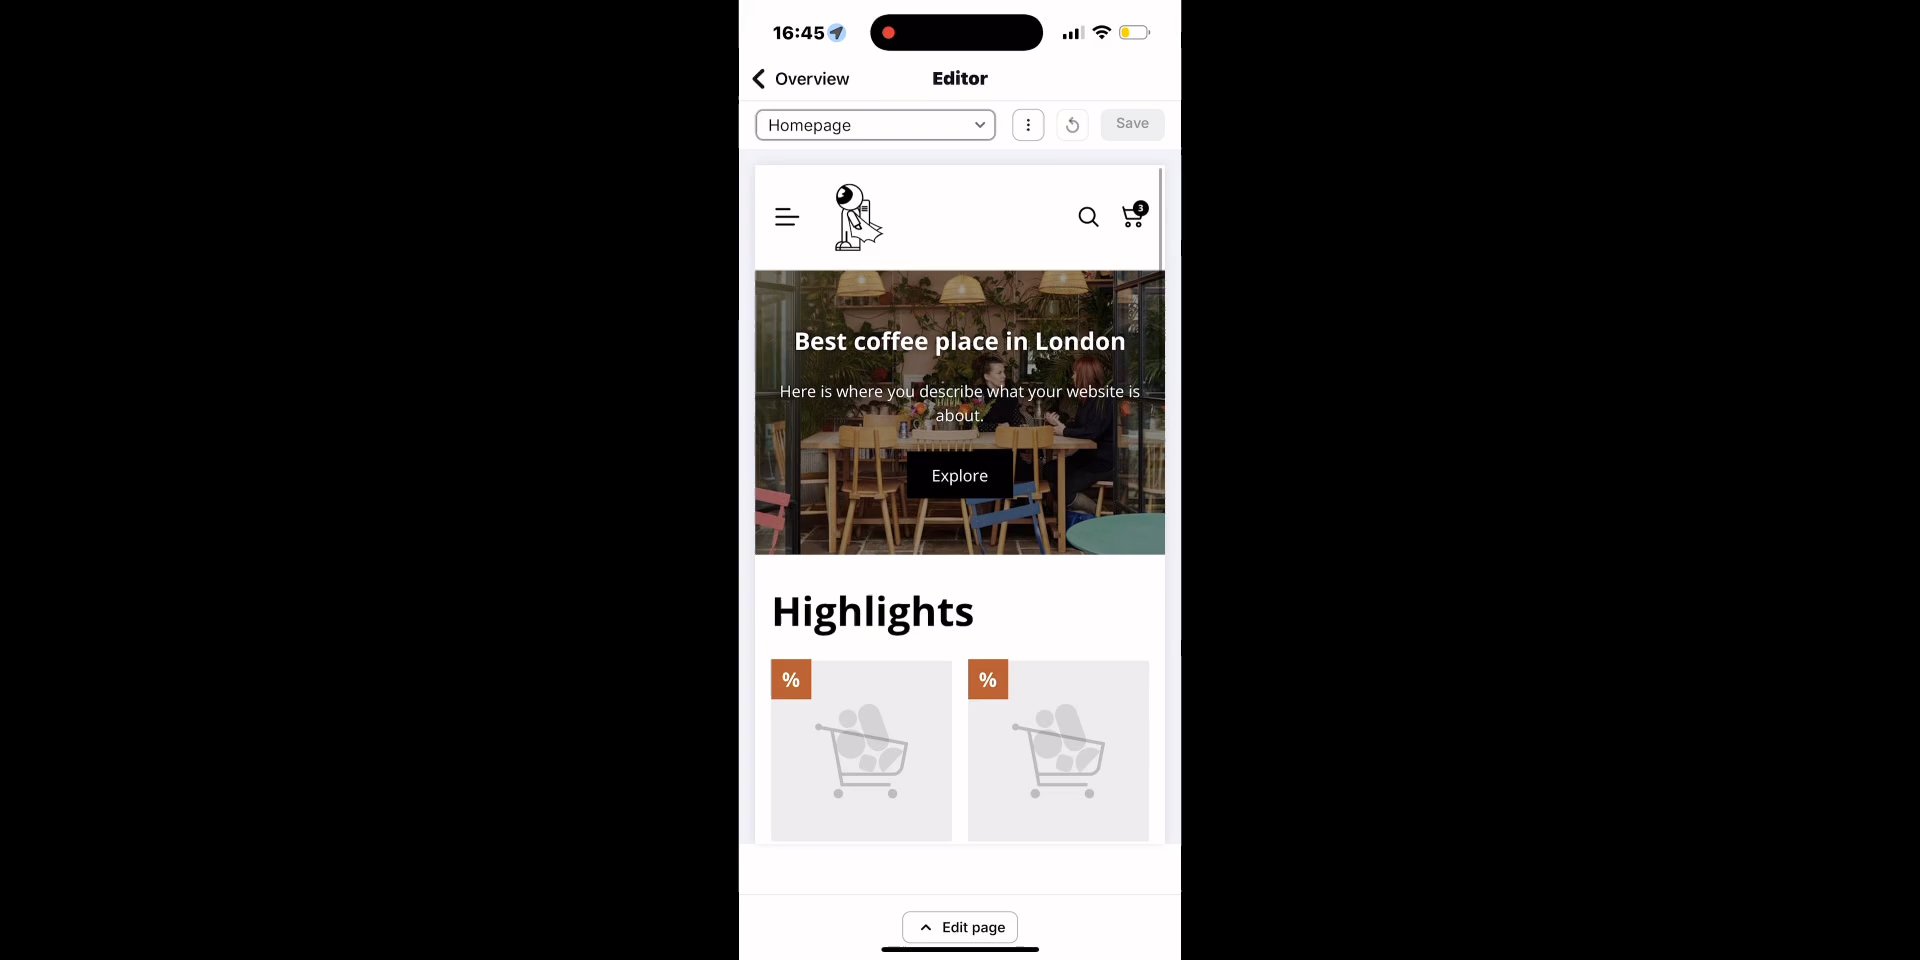 16:45
Overview
Editor
Homepage
Save
3
Best coffee place in London
Here is where you describe what your website is
about.
Explore
Highlights
%
%
Edit page